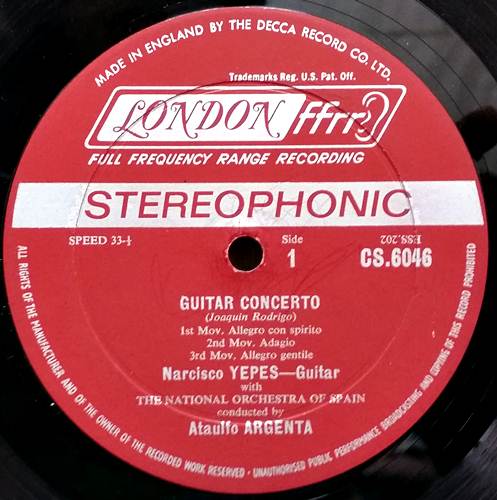 MADE IN ENGLAND BY THE DECCA RECORD CO. LTD.
Trademarks Reg. U.S. Pat. Off.
LONDON ffrr
FULL FREQUENCY RANGE RECORDING
STEREOPHONIC
SPEED 33⅓
Side
1
ESS.202
CS.6046
GUITAR CONCERTO
(Joaquin Rodrigo)
1st Mov. Allegro con spirito
2nd Mov. Adagio
3rd Mov. Allegro gentile
Narcisco YEPES—Guitar
with
THE NATIONAL ORCHESTRA OF SPAIN
conducted by
Ataulfo ARGENTA
ALL RIGHTS OF THE MANUFACTURER AND OF THE OWNER OF THE RECORDED WORK RESERVED · UNAUTHORISED PUBLIC PERFORMANCE BROADCASTING AND COPYING OF THIS RECORD PROHIBITED